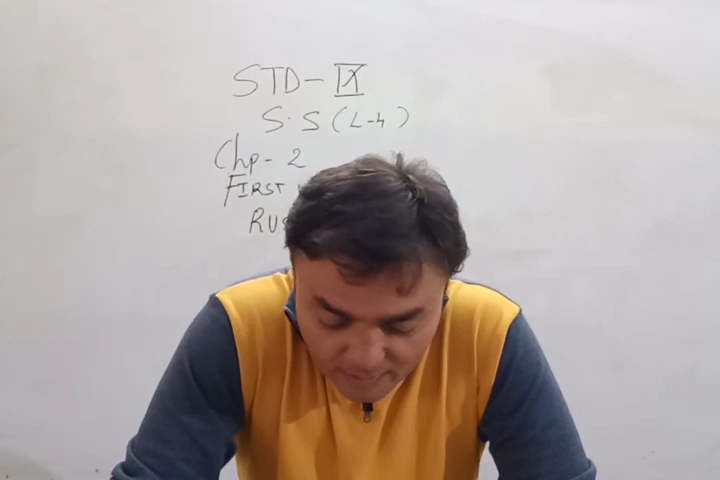 STD - IX
S.S (L-4)
Chp - 2
FIRST